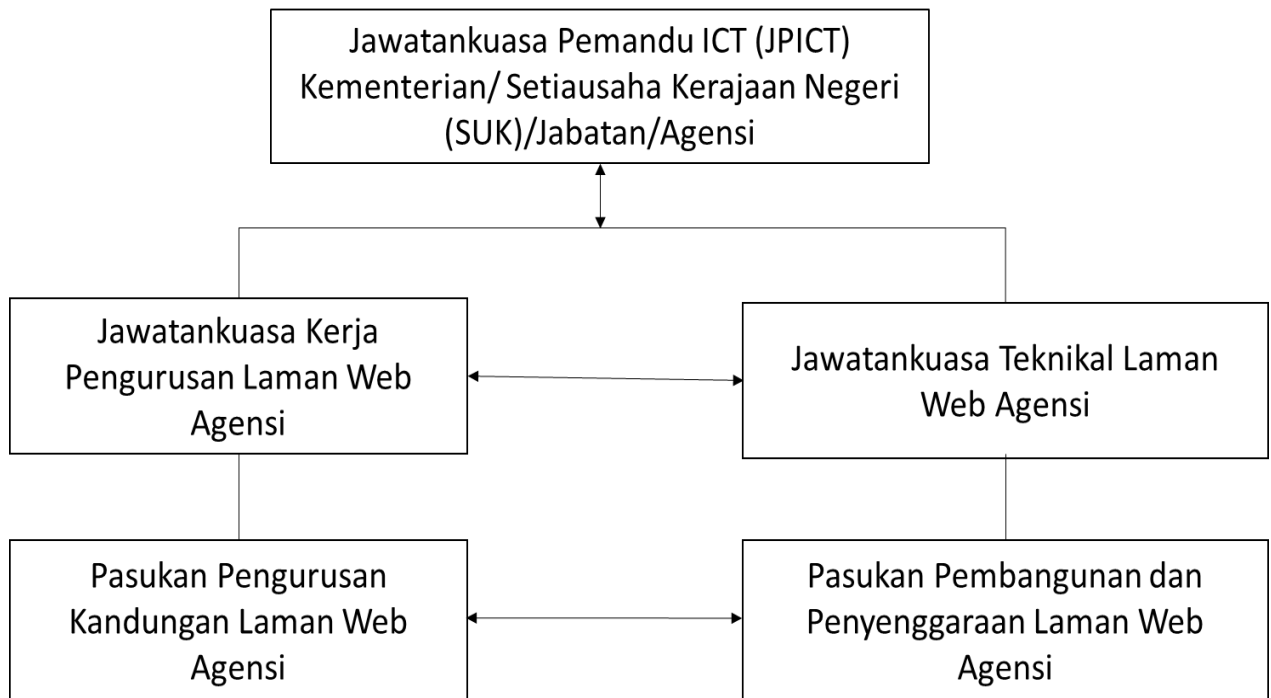 Jawatankuasa Pemandu ICT (JPICT)
Kementerian/ Setiausaha Kerajaan Negeri
(SUK)/Jabatan/Agensi
Jawatankuasa Kerja
Pengurusan Laman Web
Agensi
Jawatankuasa Teknikal Laman
Web Agensi
Pasukan Pengurusan
Kandungan Laman Web
Agensi
Pasukan Pembangunan dan
Penyenggaraan Laman Web
Agensi